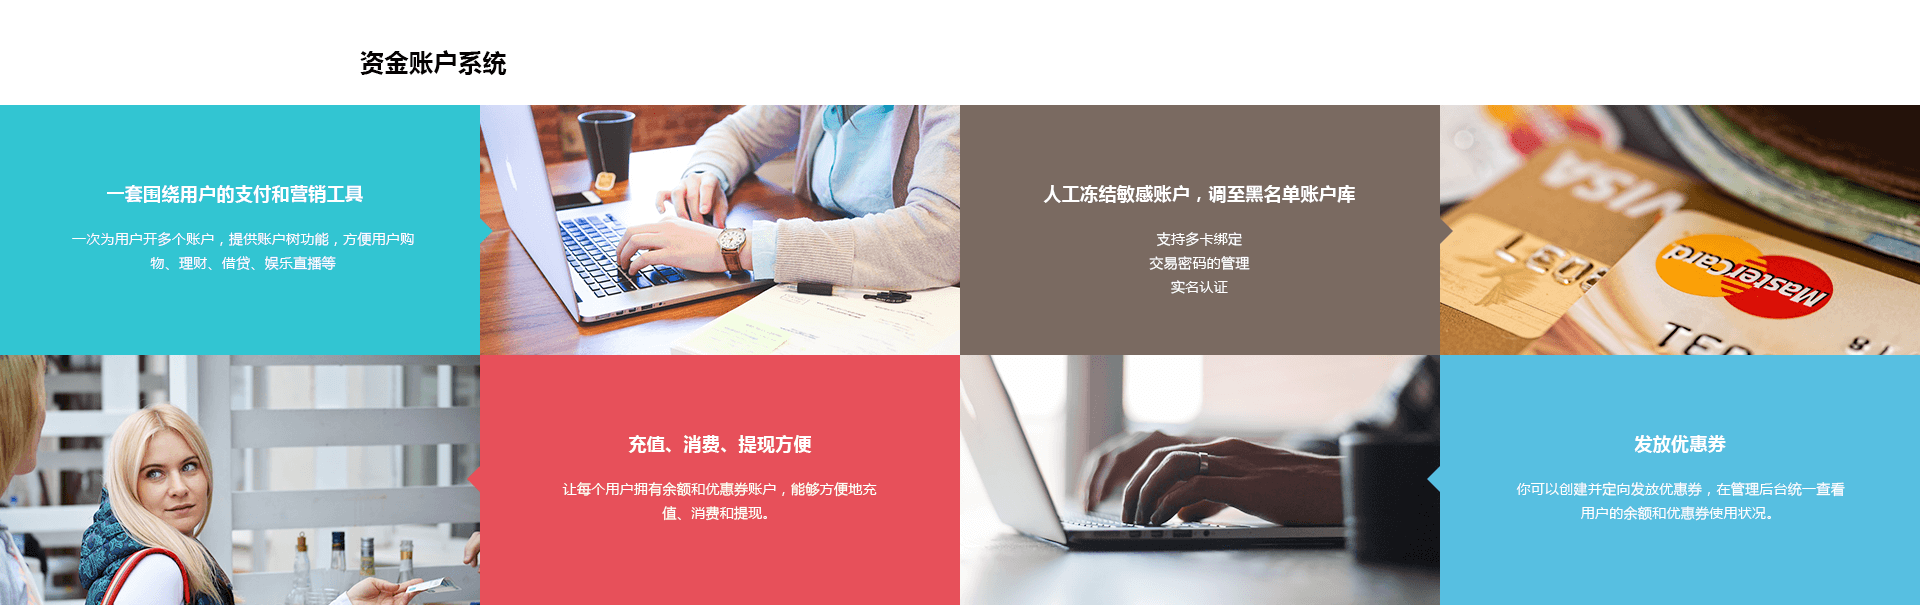 资金账户系统
一套围绕用户的支付和营销工具
一次为用户开多个账户，提供账户树功能，方便用户购
物、理财、借贷、娱乐直播等
人工冻结敏感账户，调至黑名单账户库
支持多卡绑定
交易密码的管理
实名认证
VISA
MasterCard
充值、消费、提现方便
让每个用户拥有余额和优惠券账户，能够方便地充
值、消费和提现。
发放优惠券
你可以创建并定向发放优惠券，在管理后台统一查看
用户的余额和优惠券使用状况。